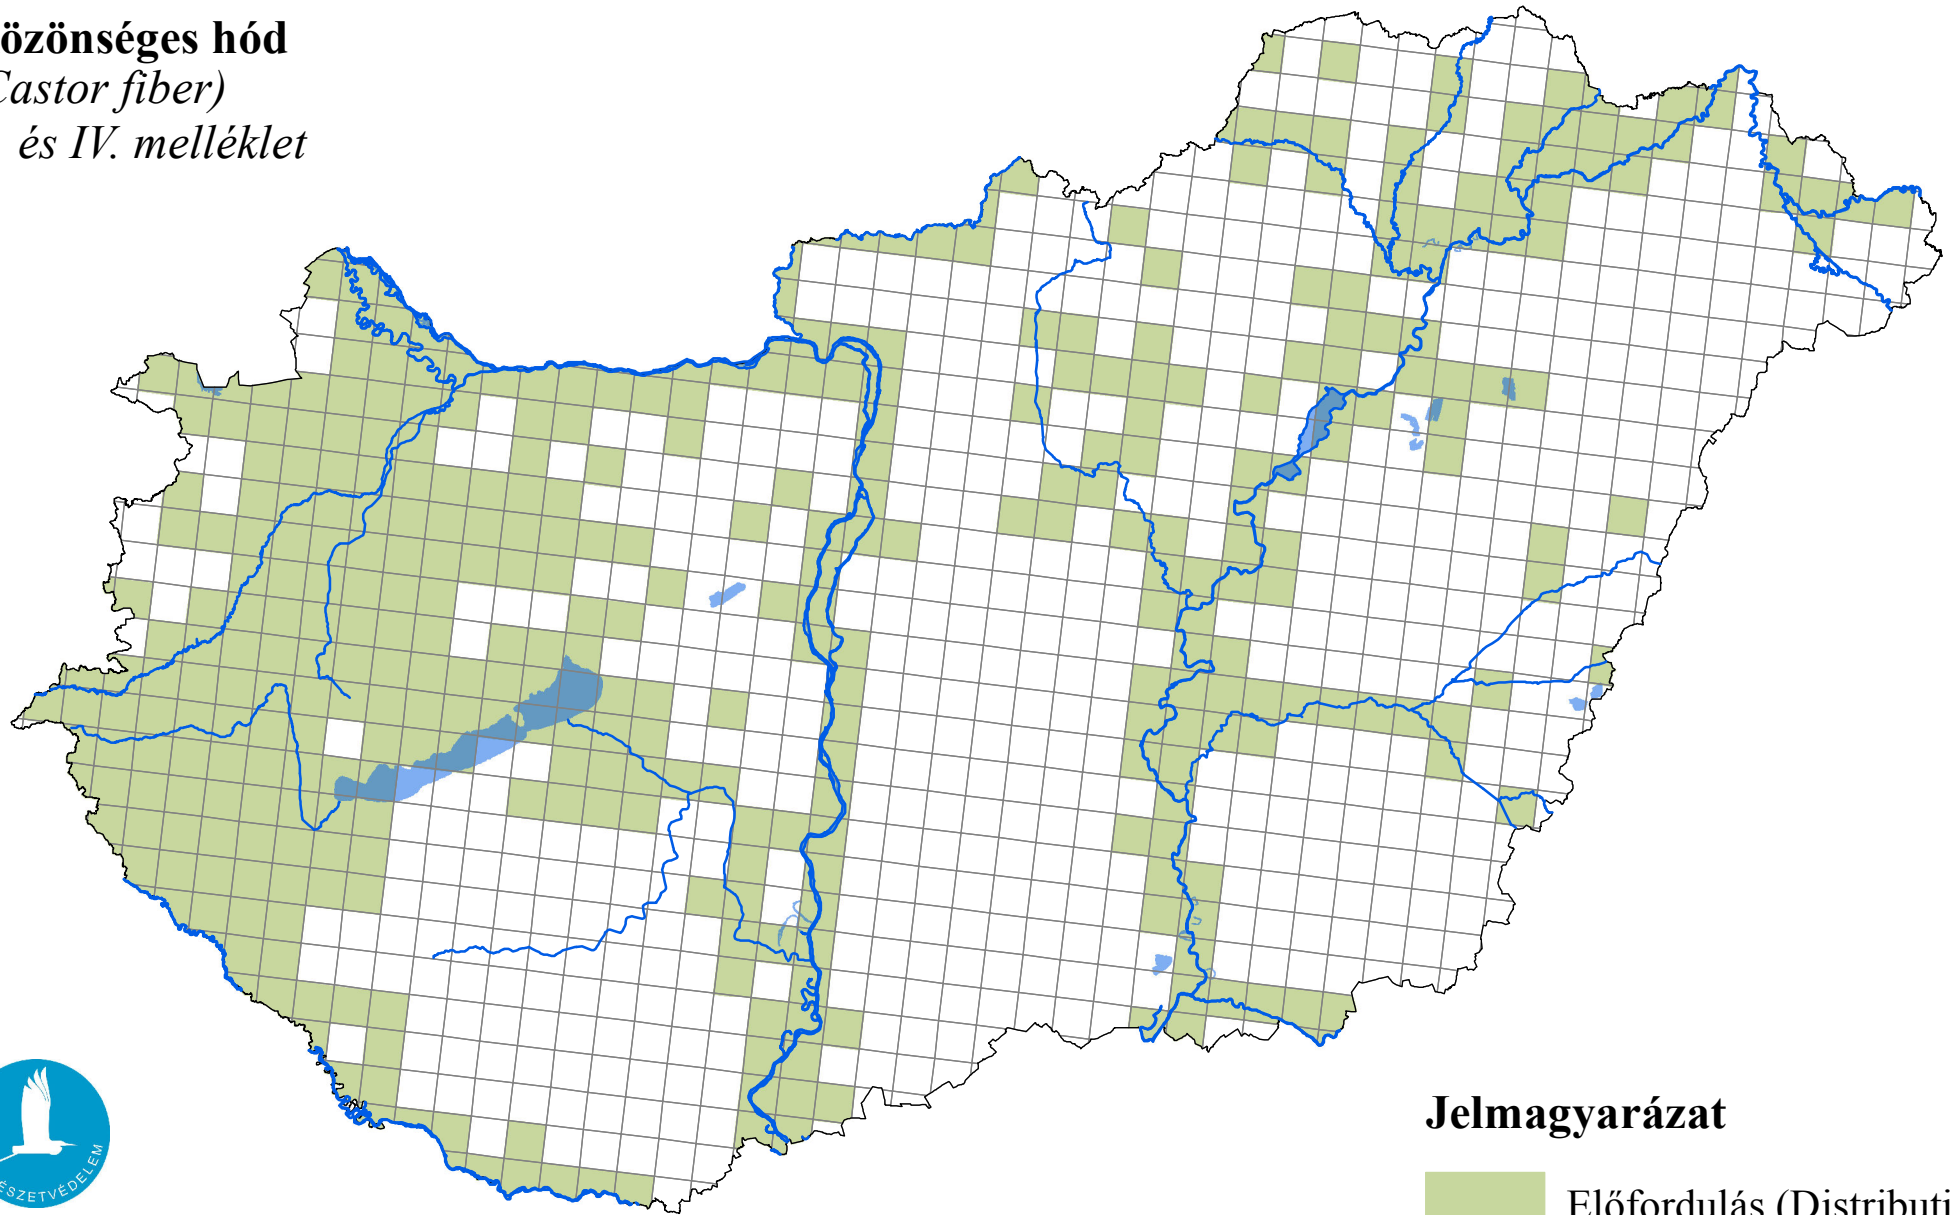 özönséges hód
Castor fiber)
és IV. melléklet
Jelmagyarázat
Előfordulás (Distributi
ÉSZETVÉDELEM